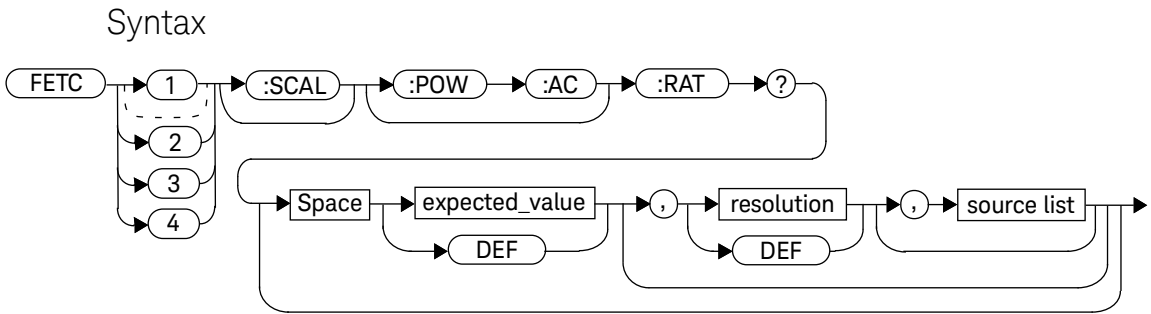 Syntax
FETC 1 :SCAL :POW :AC :RAT ?
2
3
4
Space expected_value , resolution , source list
DEF DEF